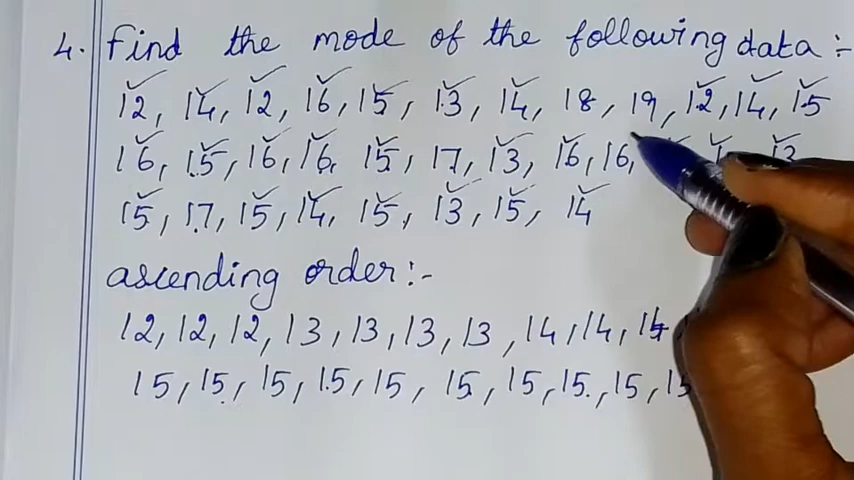 4. Find the mode of the following data :-
12, 14, 12, 16, 15, 13, 14, 18, 19, 12, 14, 15
16, 15, 16, 16, 15, 17, 13, 16, 16,
15, 17, 15, 14, 15, 13, 15, 14
ascending order :-
12, 12, 12, 13, 13, 13, 13, 14, 14, 14
15, 15, 15, 15, 15, 15, 15, 15, 15, 15